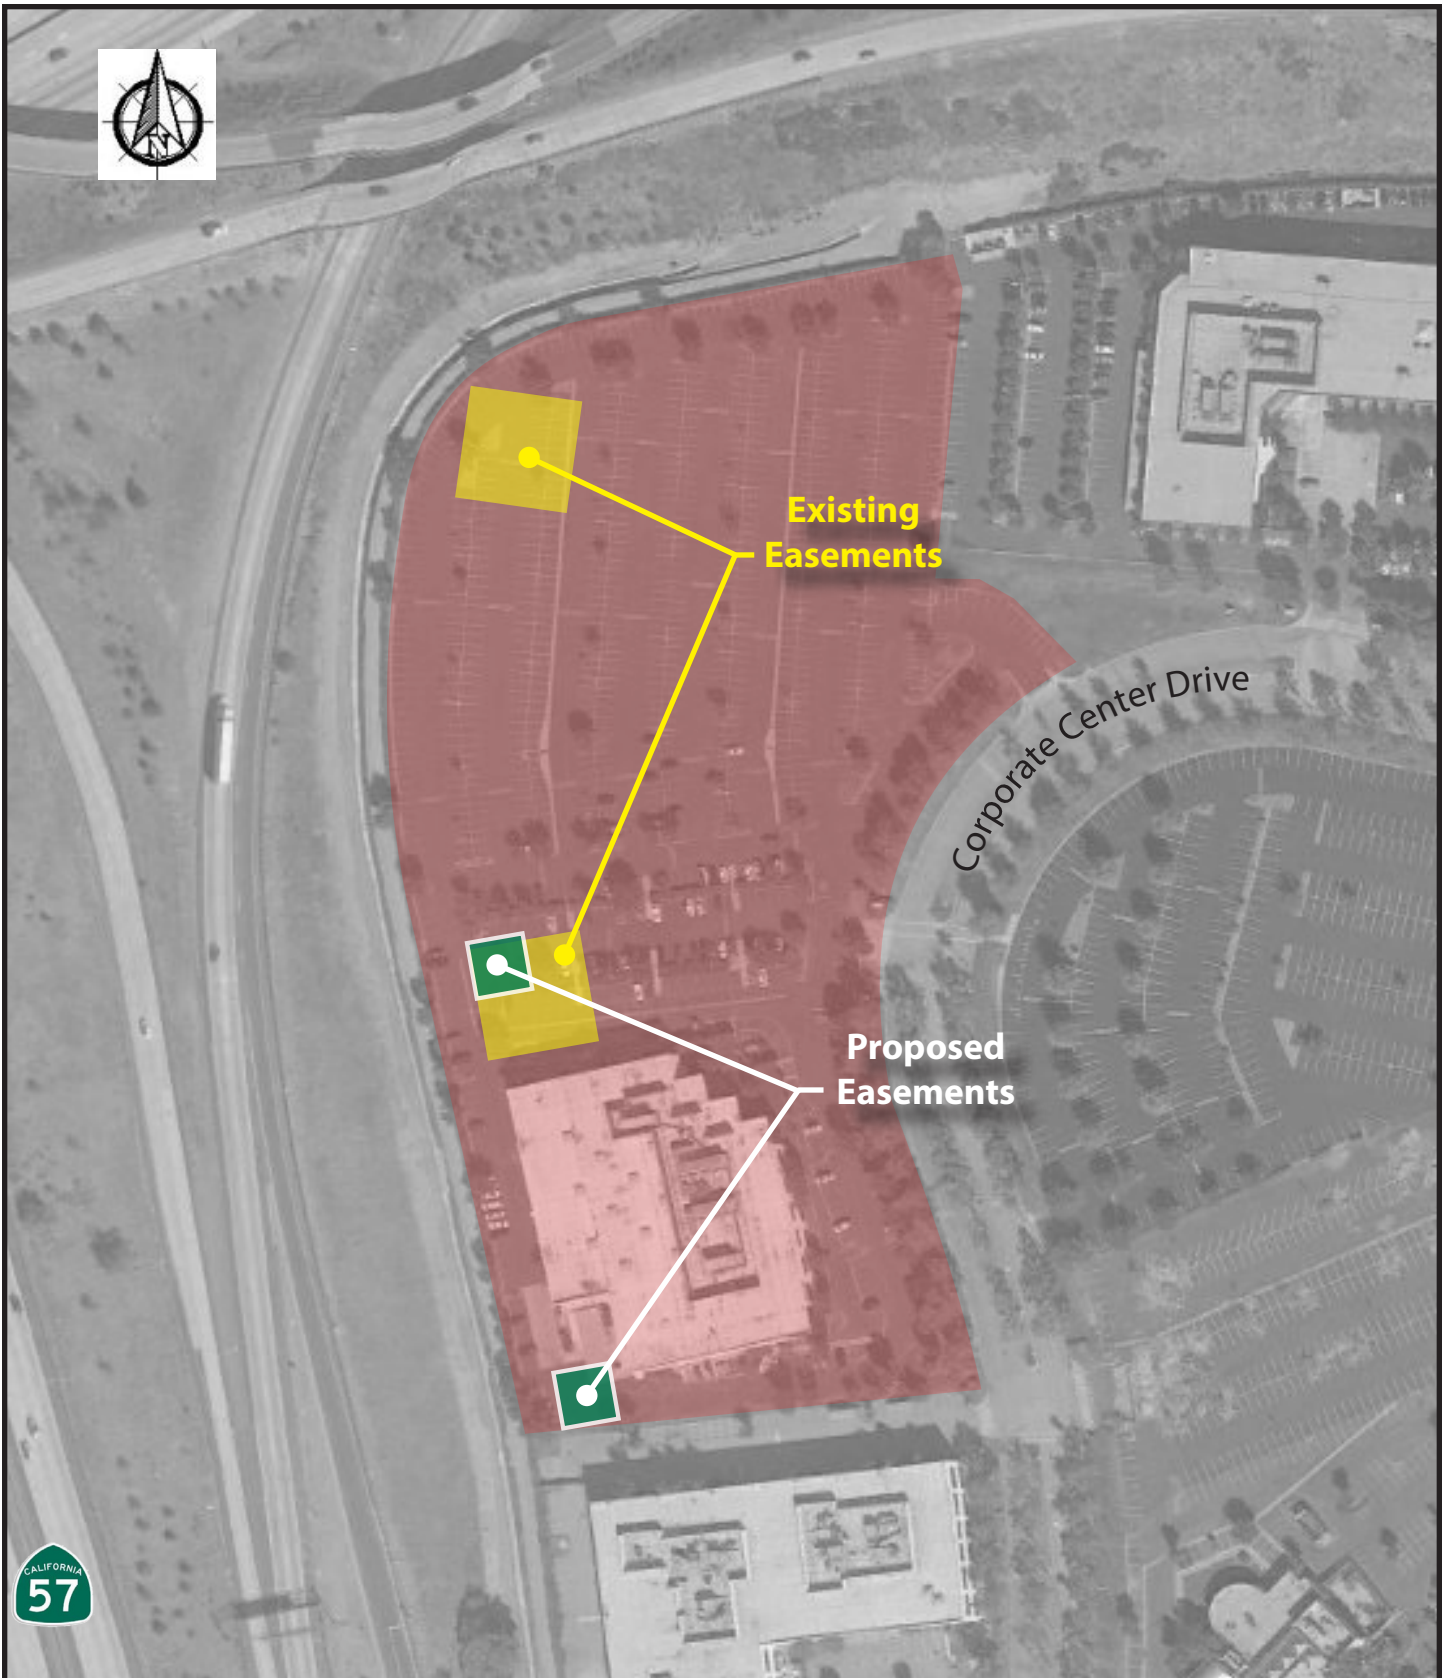 N
Existing
Easements
Corporate Center Drive
Proposed
Easements
CALIFORNIA
57